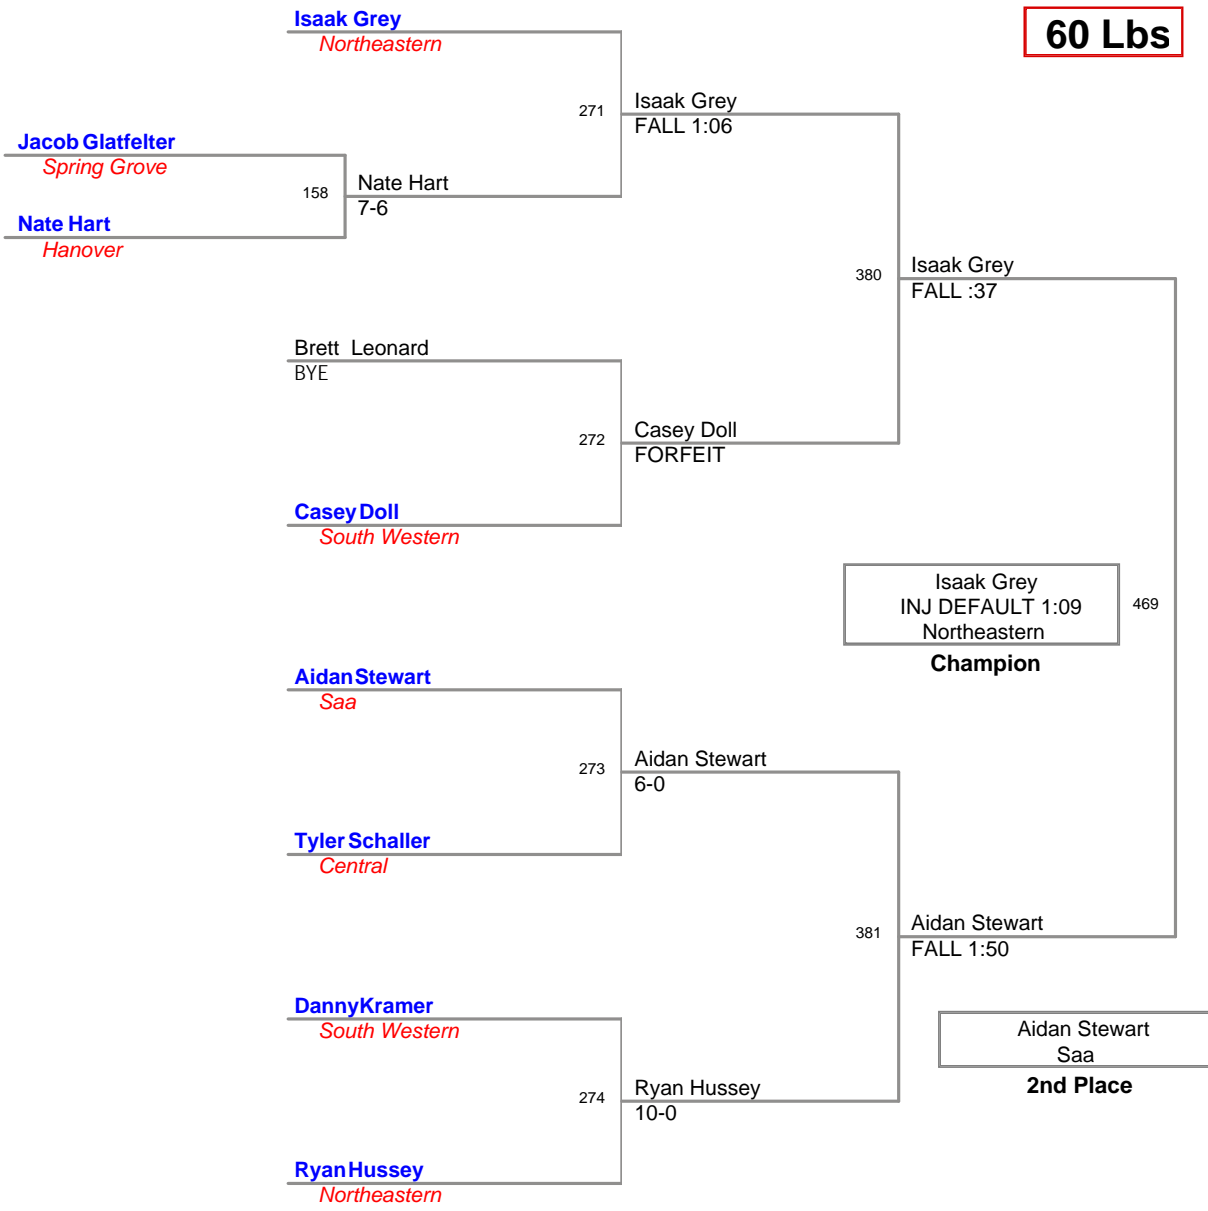 60 Lbs
Isaak Grey
Northeastern
271
Isaak Grey
FALL 1:06
Jacob Glatfelter
Spring Grove
158
Nate Hart
7-6
Nate Hart
Hanover
380
Isaak Grey
FALL :37
Brett Leonard
BYE
272
Casey Doll
FORFEIT
Casey Doll
South Western
Isaak Grey
INJ DEFAULT 1:09
Northeastern
469
Champion
Aidan Stewart
Saa
273
Aidan Stewart
6-0
Tyler Schaller
Central
381
Aidan Stewart
FALL 1:50
Danny Kramer
South Western
Aidan Stewart
Saa
2nd Place
274
Ryan Hussey
10-0
Ryan Hussey
Northeastern